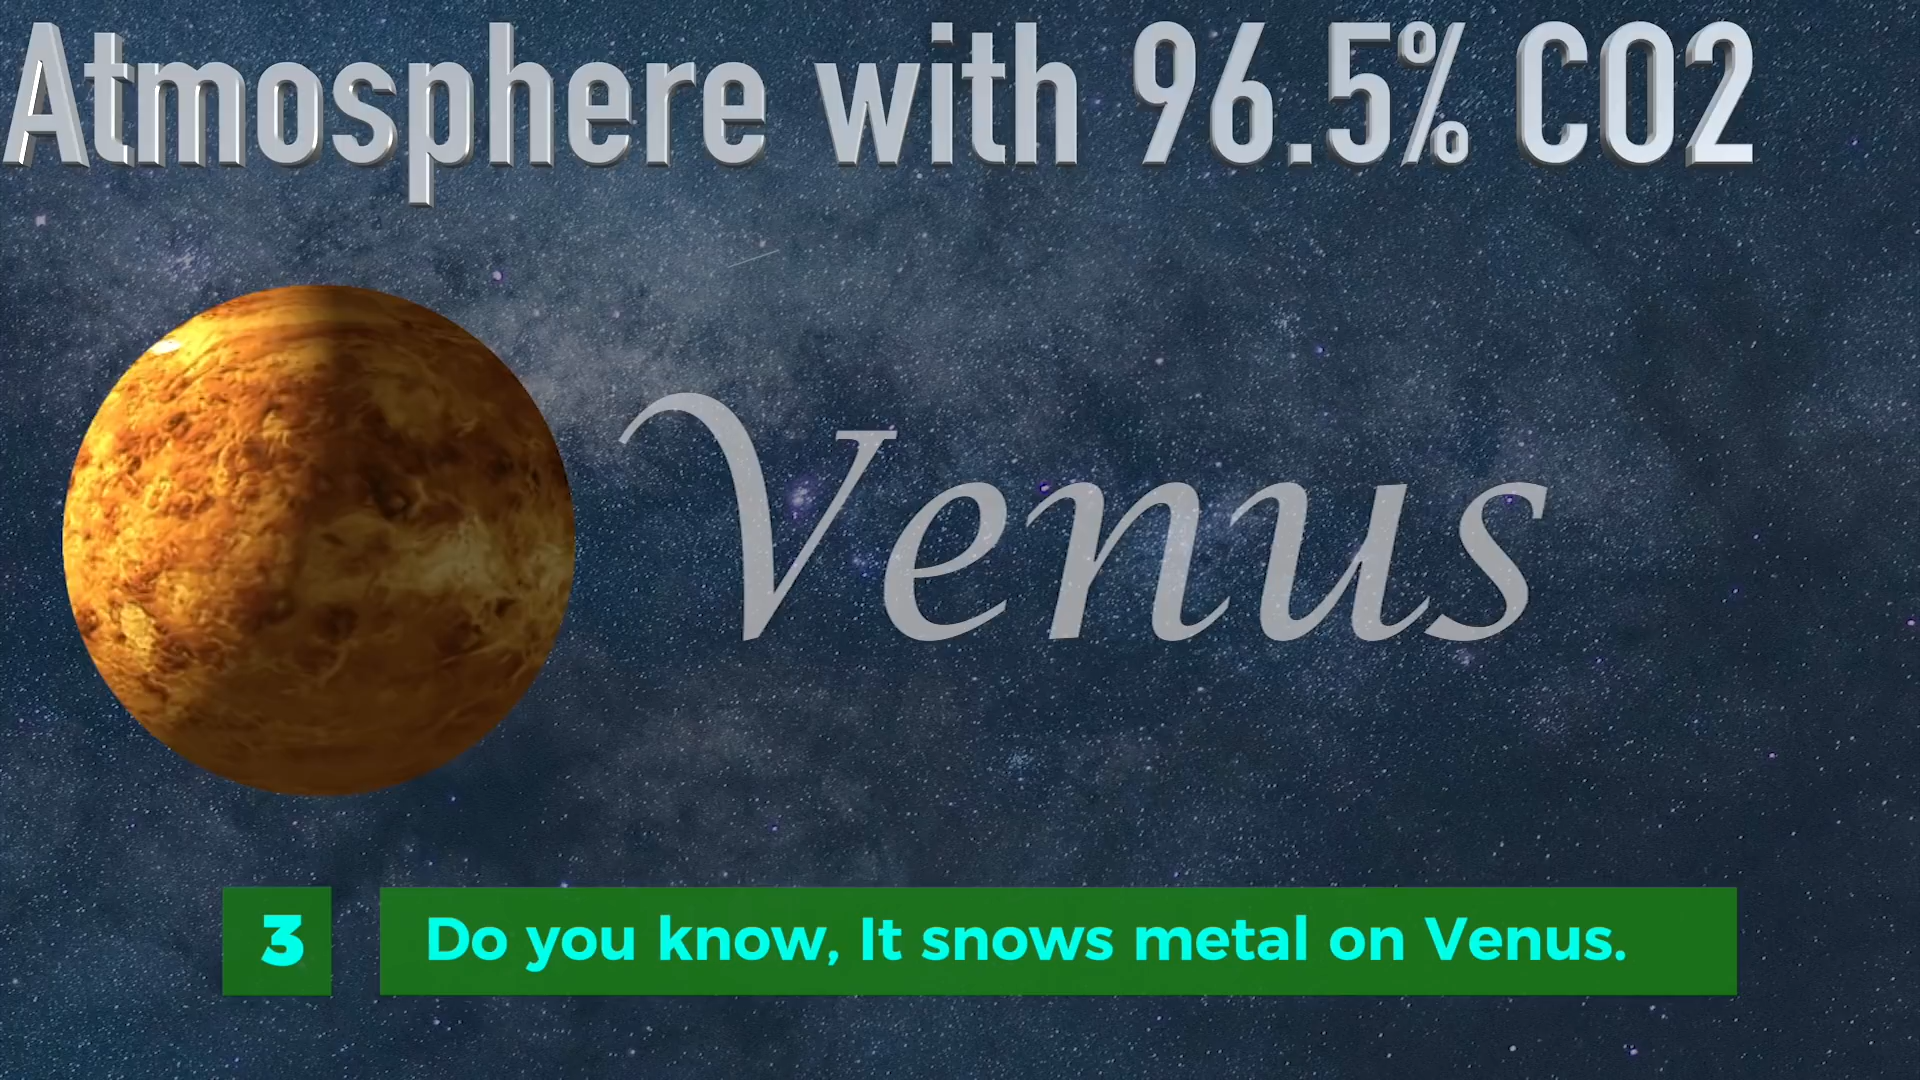 Atmosphere with 96.5% CO2
Venus
3
Do you know, It snows metal on Venus.